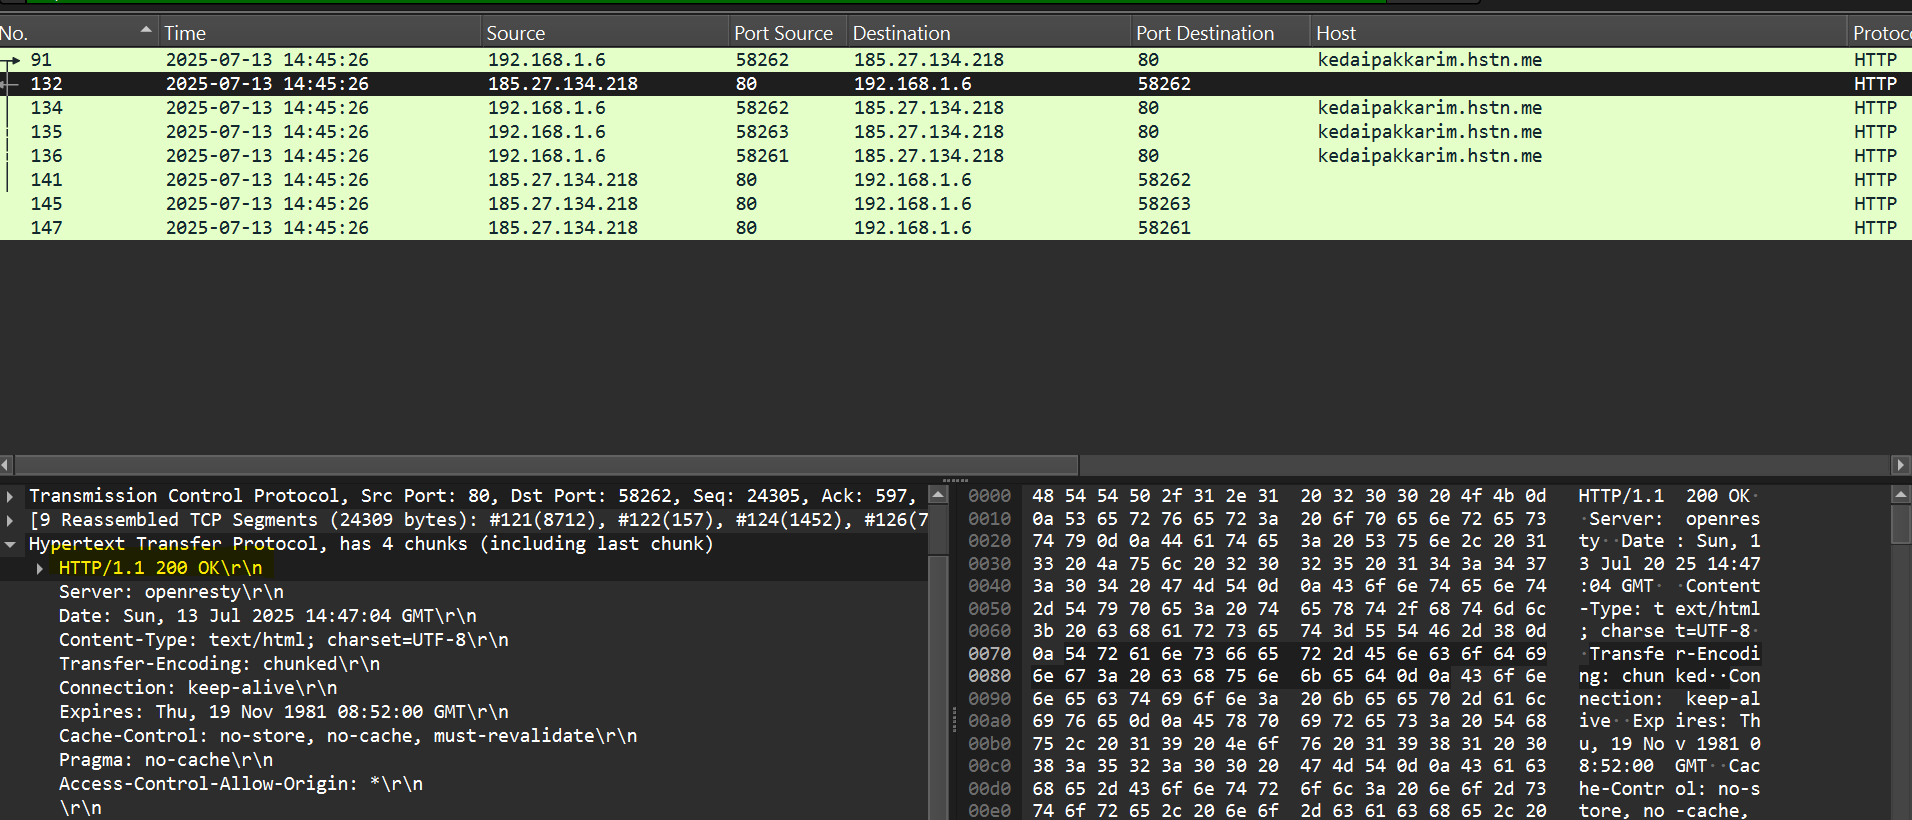 No. Time Source Port Source Destination Port Destination Host Protoc
91 2025-07-13 14:45:26 192.168.1.6 58262 185.27.134.218 80 kedaipakkarim.hstn.me HTTP
132 2025-07-13 14:45:26 185.27.134.218 80 192.168.1.6 58262 HTTP
134 2025-07-13 14:45:26 192.168.1.6 58262 185.27.134.218 80 kedaipakkarim.hstn.me HTTP
135 2025-07-13 14:45:26 192.168.1.6 58263 185.27.134.218 80 kedaipakkarim.hstn.me HTTP
136 2025-07-13 14:45:26 192.168.1.6 58261 185.27.134.218 80 kedaipakkarim.hstn.me HTTP
141 2025-07-13 14:45:26 185.27.134.218 80 192.168.1.6 58262 HTTP
145 2025-07-13 14:45:26 185.27.134.218 80 192.168.1.6 58263 HTTP
147 2025-07-13 14:45:26 185.27.134.218 80 192.168.1.6 58261 HTTP
Transmission Control Protocol, Src Port: 80, Dst Port: 58262, Seq: 24305, Ack: 597,
[9 Reassembled TCP Segments (24309 bytes): #121(8712), #122(157), #124(1452), #126(7
Hypertext Transfer Protocol, has 4 chunks (including last chunk)
HTTP/1.1 200 OK\r\n
Server: openresty\r\n
Date: Sun, 13 Jul 2025 14:47:04 GMT\r\n
Content-Type: text/html; charset=UTF-8\r\n
Transfer-Encoding: chunked\r\n
Connection: keep-alive\r\n
Expires: Thu, 19 Nov 1981 08:52:00 GMT\r\n
Cache-Control: no-store, no-cache, must-revalidate\r\n
Pragma: no-cache\r\n
Access-Control-Allow-Origin: *\r\n
\r\n
0000 48 54 54 50 2f 31 2e 31 20 32 30 30 20 4f 4b 0d HTTP/1.1 200 OK·
0010 0a 53 65 72 76 65 72 3a 20 6f 70 65 6e 72 65 73 ·Server: openres
0020 74 79 0d 0a 44 61 74 65 3a 20 53 75 6e 2c 20 31 ty··Date : Sun, 1
0030 33 20 4a 75 6c 20 32 30 32 35 20 31 34 3a 34 37 3 Jul 20 25 14:47
0040 3a 30 34 20 47 4d 54 0d 0a 43 6f 6e 74 65 6e 74 :04 GMT· ·Content
0050 2d 54 79 70 65 3a 20 74 65 78 74 2f 68 74 6d 6c -Type: t ext/html
0060 3b 20 63 68 61 72 73 65 74 3d 55 54 46 2d 38 0d ; charse t=UTF-8·
0070 0a 54 72 61 6e 73 66 65 72 2d 45 6e 63 6f 64 69 ·Transfe r-Encodi
0080 6e 67 3a 20 63 68 75 6e 6b 65 64 0d 0a 43 6f 6e ng: chun ked··Con
0090 6e 65 63 74 69 6f 6e 3a 20 6b 65 65 70 2d 61 6c nection: keep-al
00a0 69 76 65 0d 0a 45 78 70 69 72 65 73 3a 20 54 68 ive··Exp ires: Th
00b0 75 2c 20 31 39 20 4e 6f 76 20 31 39 38 31 20 30 u, 19 No v 1981 0
00c0 38 3a 35 32 3a 30 30 20 47 4d 54 0d 0a 43 61 63 8:52:00 GMT··Cac
00d0 68 65 2d 43 6f 6e 74 72 6f 6c 3a 20 6e 6f 2d 73 he-Contr ol: no-s
00e0 74 6f 72 65 2c 20 6e 6f 2d 63 61 63 68 65 2c 20 tore, no -cache,